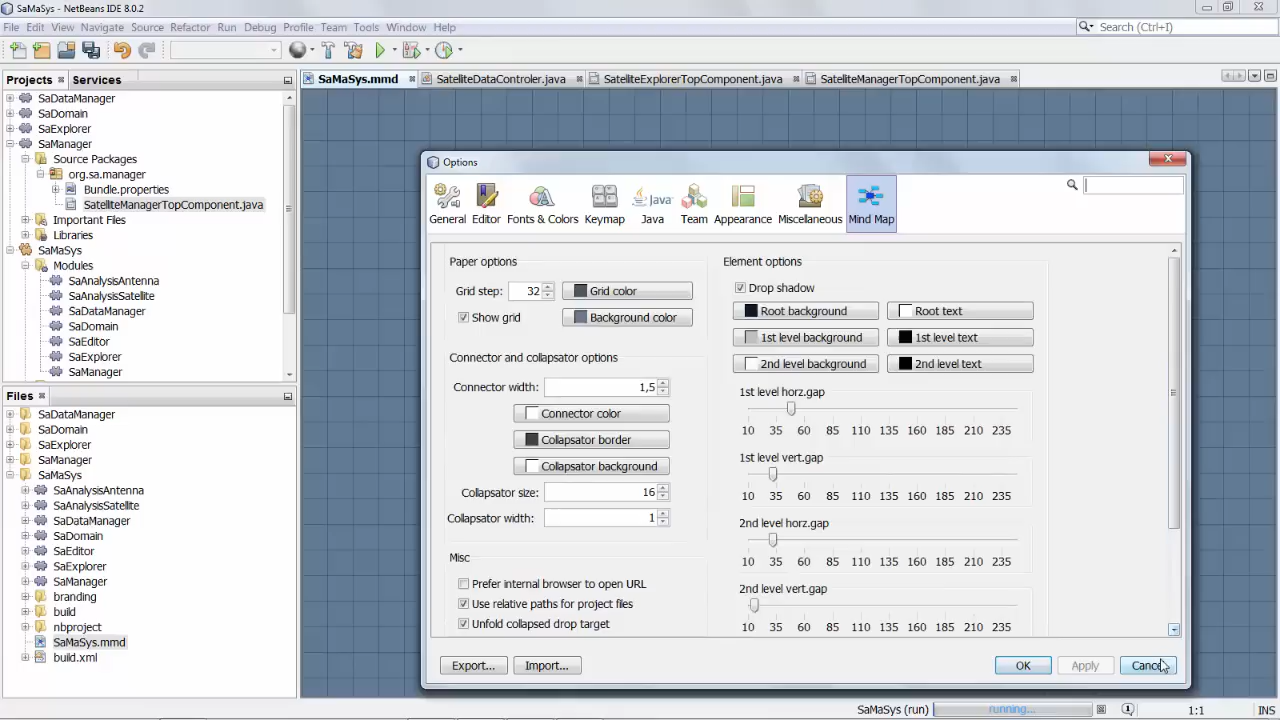 SaMaSys - NetBeans IDE 8.0.2
File Edit View Navigate Source Refactor Run Debug Profile Team Tools Window Help
Search (Ctrl+I)
Projects Services
SaMaSys.mmd SatelliteDataControler.java SatelliteExplorerTopComponent.java SatelliteManagerTopComponent.java
SaDataManager
SaDomain
SaExplorer
SaManager
Source Packages
org.sa.manager
Bundle.properties
SatelliteManagerTopComponent.java
Important Files
Libraries
SaMaSys
Modules
SaAnalysisAntenna
SaAnalysisSatellite
SaDataManager
SaDomain
SaEditor
SaExplorer
SaManager
Files
SaDataManager
SaDomain
SaExplorer
SaManager
SaMaSys
SaAnalysisAntenna
SaAnalysisSatellite
SaDataManager
SaDomain
SaEditor
SaExplorer
SaManager
branding
build
nbproject
SaMaSys.mmd
build.xml
Options
General Editor Fonts & Colors Keymap Java Team Appearance Miscellaneous Mind Map
Java
Paper options
Grid step: 32 Grid color
Show grid Background color
Connector and collapsator options
Connector width: 1,5
Connector color
Collapsator border
Collapsator background
Collapsator size: 16
Collapsator width: 1
Misc
Prefer internal browser to open URL
Use relative paths for project files
Unfold collapsed drop target
Element options
Drop shadow
Root background Root text
1st level background 1st level text
2nd level background 2nd level text
1st level horz.gap
10 35 60 85 110 135 160 185 210 235
1st level vert.gap
10 35 60 85 110 135 160 185 210 235
2nd level horz.gap
10 35 60 85 110 135 160 185 210 235
2nd level vert.gap
10 35 60 85 110 135 160 185 210 235
Export... Import... OK Apply Cancel
SaMaSys (run) running... 1:1 INS